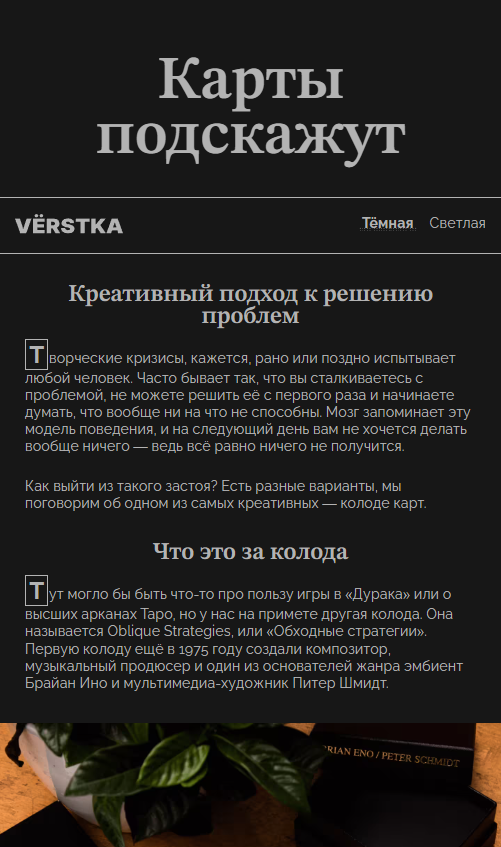 Карты
подскажут
VЁRSTKA
Тёмная Светлая
Креативный подход к решению
проблем
Творческие кризисы, кажется, рано или поздно испытывает
любой человек. Часто бывает так, что вы сталкиваетесь с
проблемой, не можете решить её с первого раза и начинаете
думать, что вообще ни на что не способны. Мозг запоминает эту
модель поведения, и на следующий день вам не хочется делать
вообще ничего — ведь всё равно ничего не получится.
Как выйти из такого застоя? Есть разные варианты, мы
поговорим об одном из самых креативных — колоде карт.
Что это за колода
Тут могло бы быть что-то про пользу игры в «Дурака» или о
высших арканах Таро, но у нас на примете другая колода. Она
называется Oblique Strategies, или «Обходные стратегии».
Первую колоду ещё в 1975 году создали композитор,
музыкальный продюсер и один из основателей жанра эмбиент
Брайан Ино и мультимедиа-художник Питер Шмидт.
RIAN ENO / PETER SCHMIDT